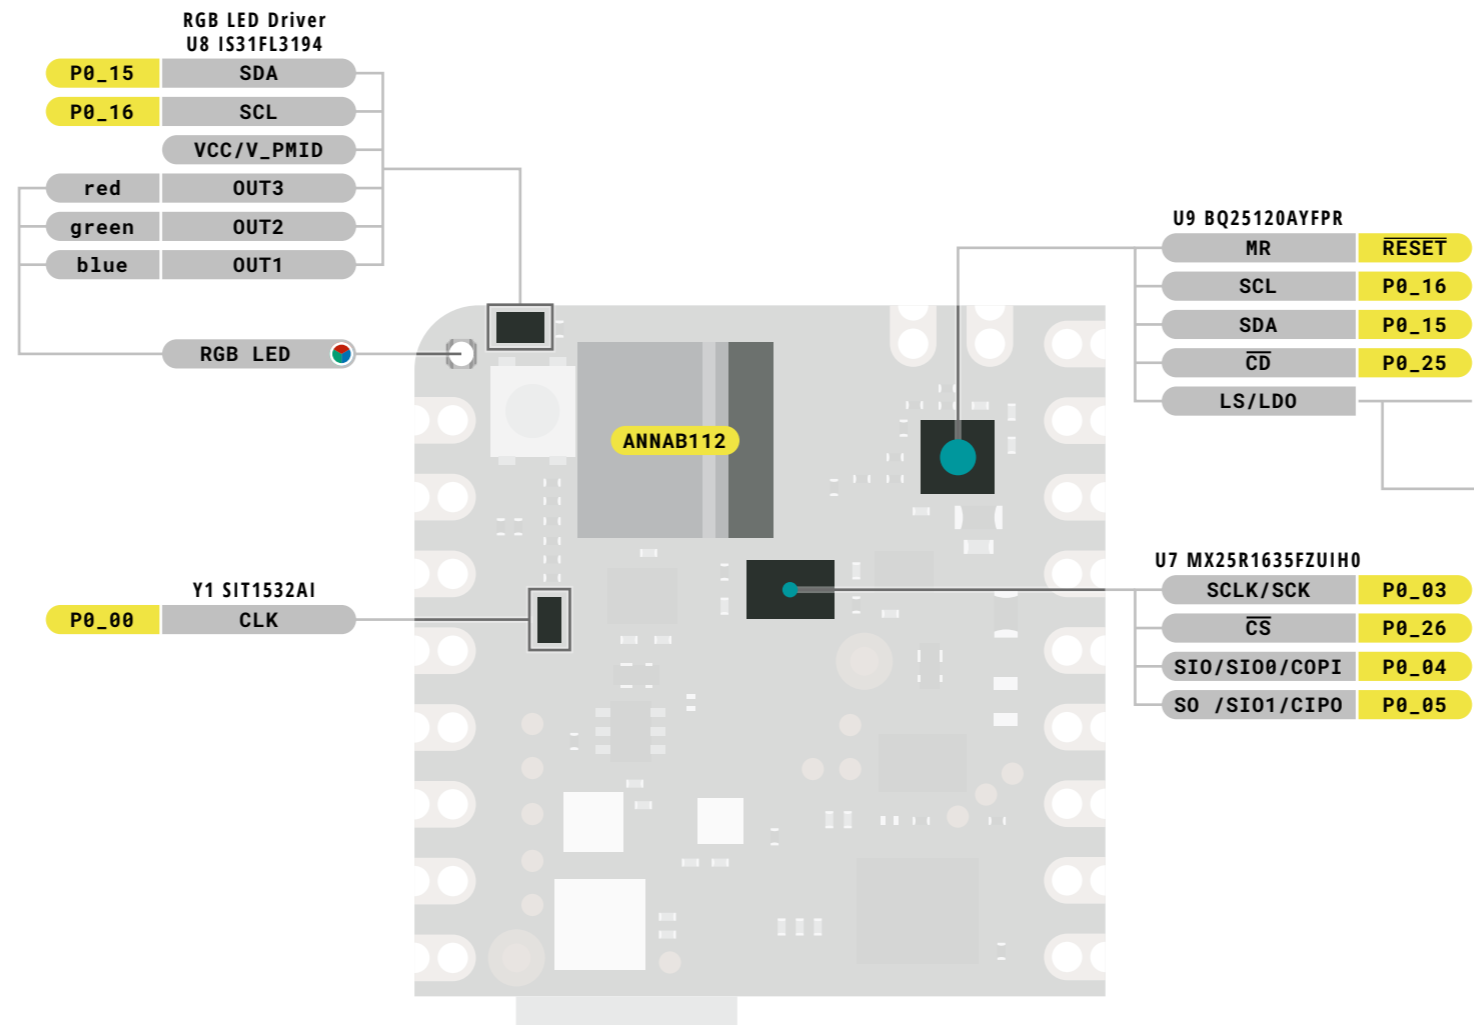 RGB LED Driver
U8 IS31FL3194
P0_15 SDA
P0_16 SCL
VCC/V_PMID
red OUT3
green OUT2
blue OUT1
RGB LED
ANNAB112
Y1 SIT1532AI
P0_00 CLK
U9 BQ25120AYFPR
MR RESET
SCL P0_16
SDA P0_15
CD P0_25
LS/LDO
U7 MX25R1635FZUIH0
SCLK/SCK P0_03
CS P0_26
SIO/SIO0/COPI P0_04
SO /SIO1/CIPO P0_05